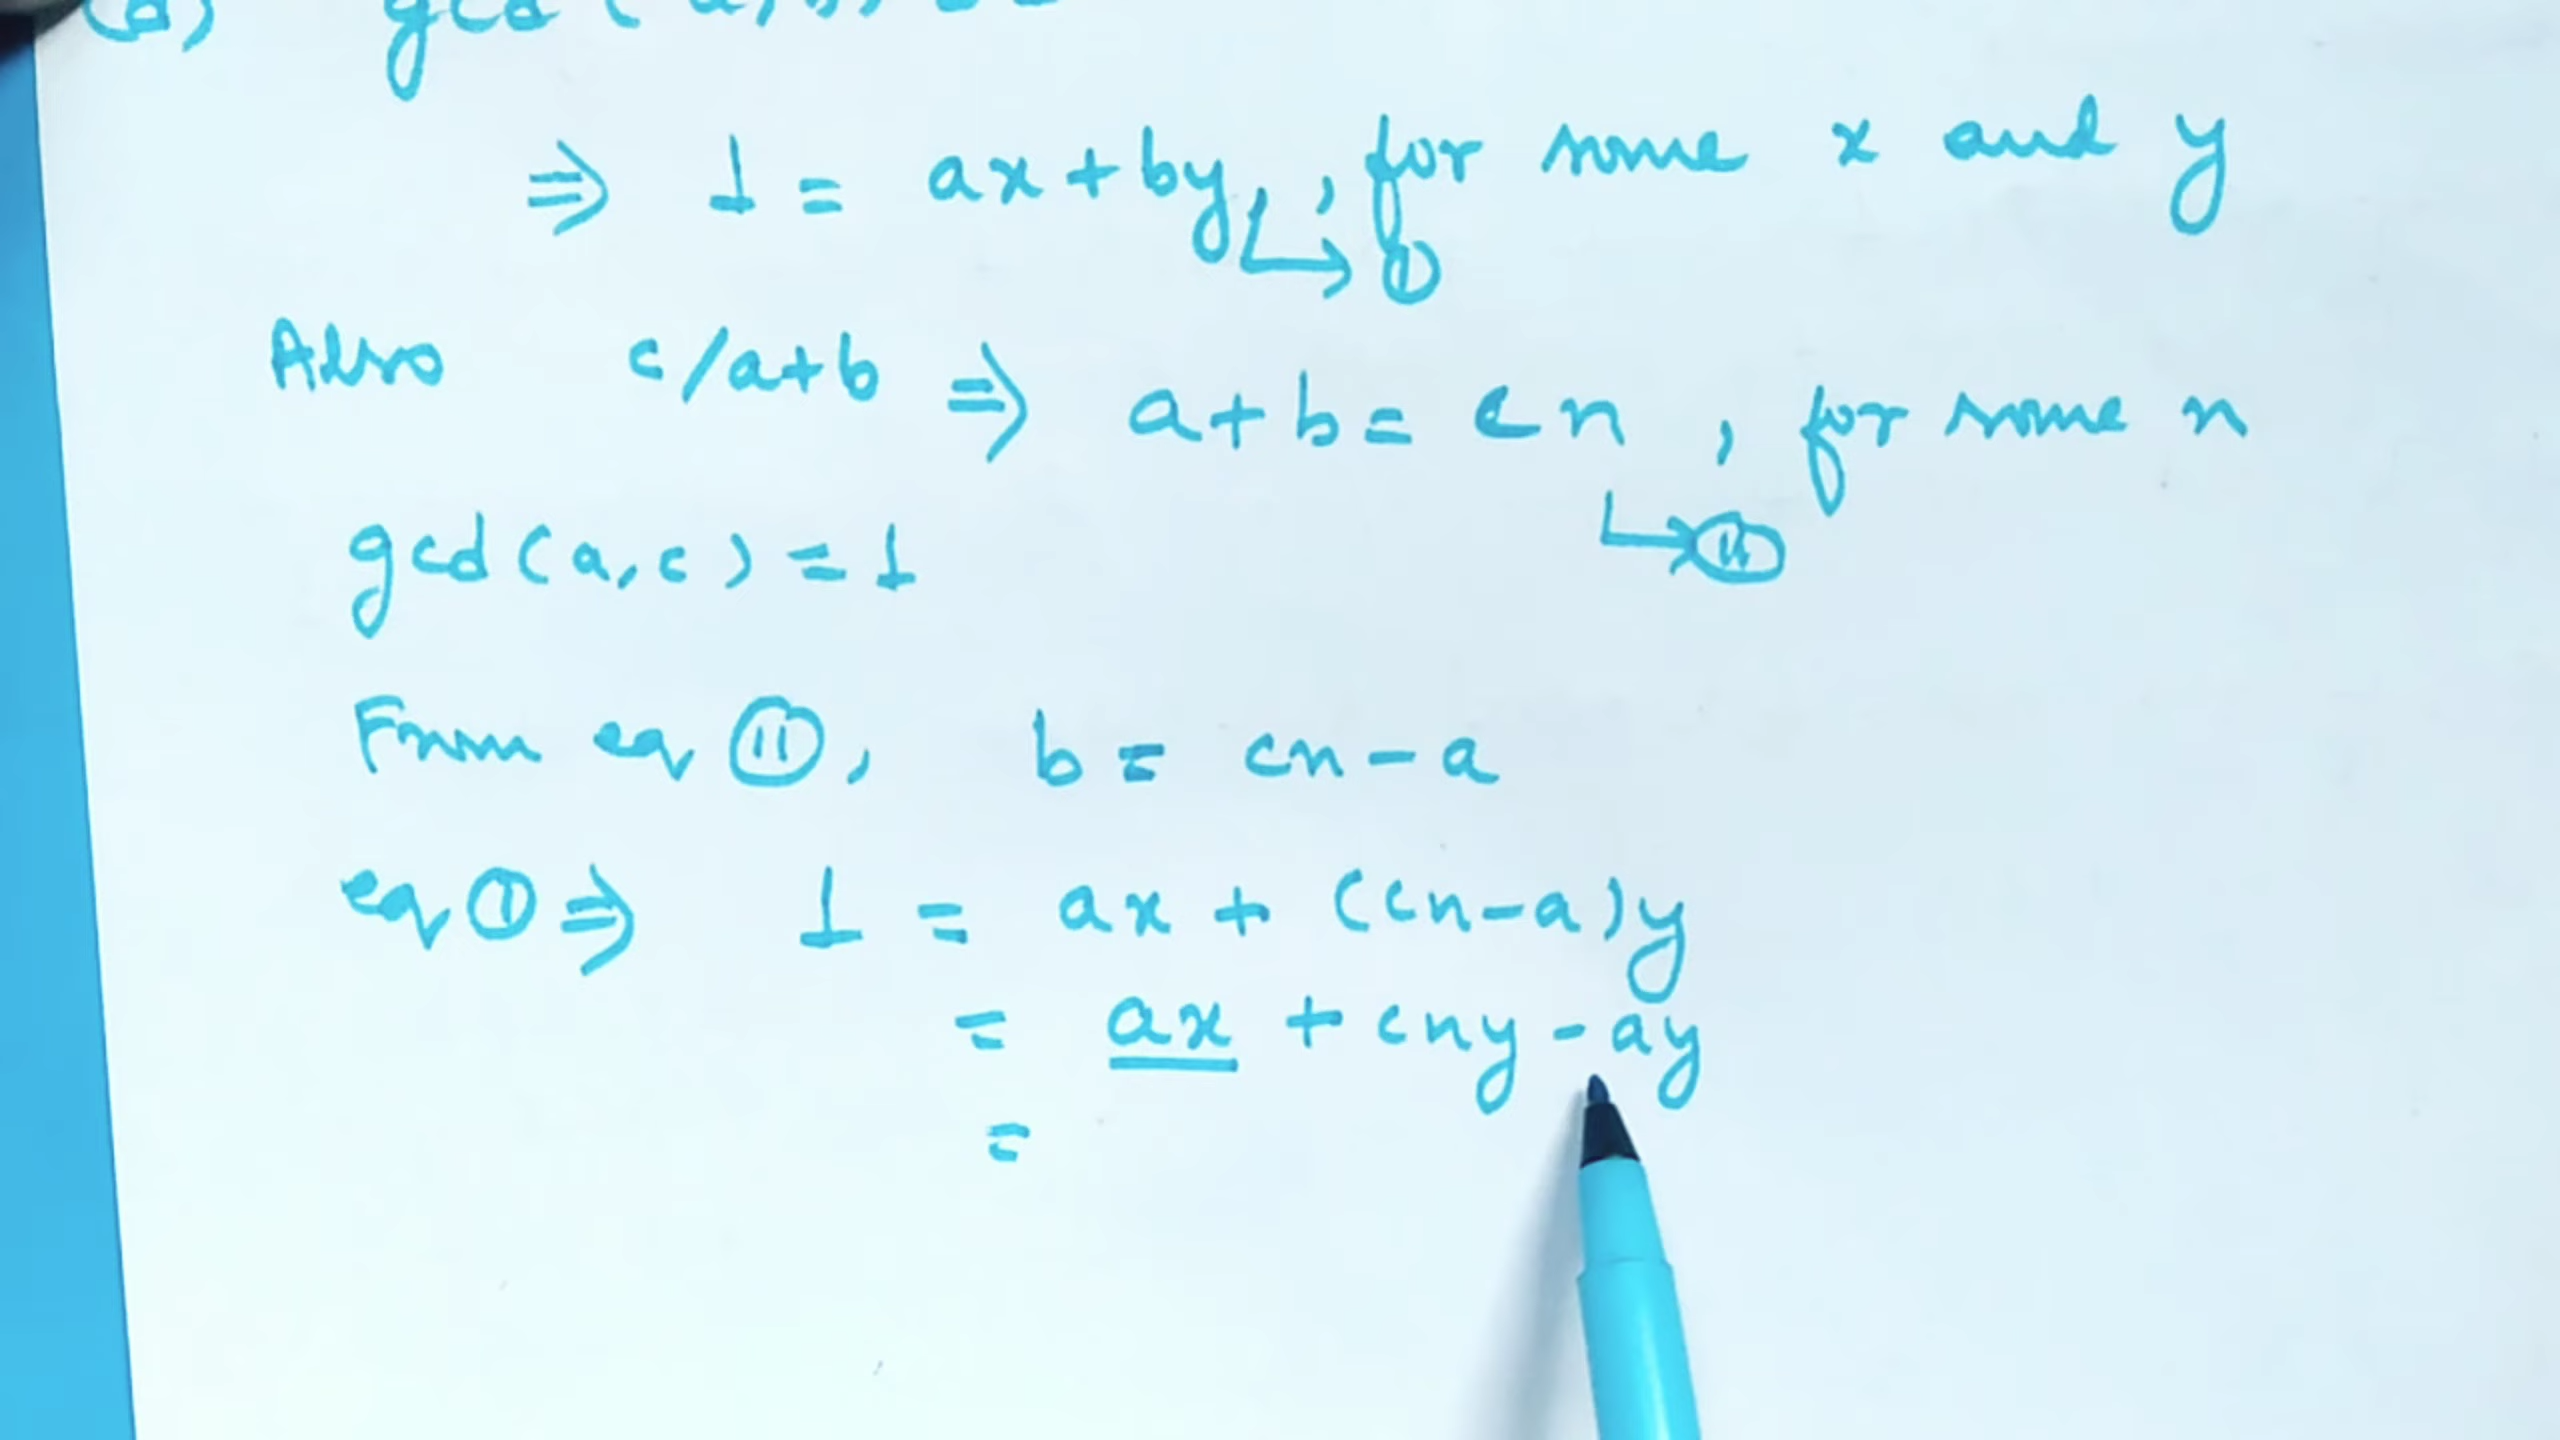 (a) gcd (a,b) =
⇒ 1 = ax+by, for some x and y
↳ ①
Also c/a+b ⇒ a+b= cn , for some n
↳ ⑪
gcd (a,c) = 1
From eq ⑪, b = cn-a
eq ① ⇒ 1 = ax + (cn-a)y
= ax + cny - ay
=